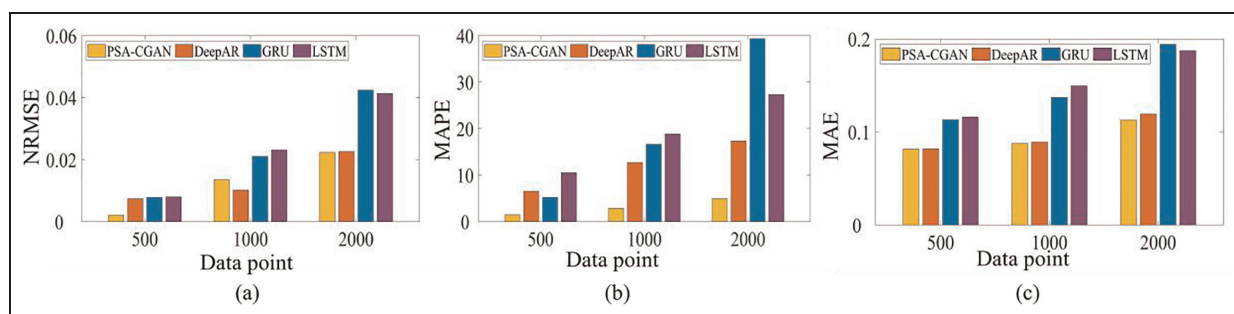 0.06
0.04
0.02
0
NRMSE
PSA-CGAN DeepAR GRU LSTM
500 1000 2000
Data point
(a)
40
30
20
10
0
MAPE
PSA-CGAN DeepAR GRU LSTM
500 1000 2000
Data point
(b)
0.2
0.1
0
MAE
PSA-CGAN DeepAR GRU LSTM
500 1000 2000
Data point
(c)